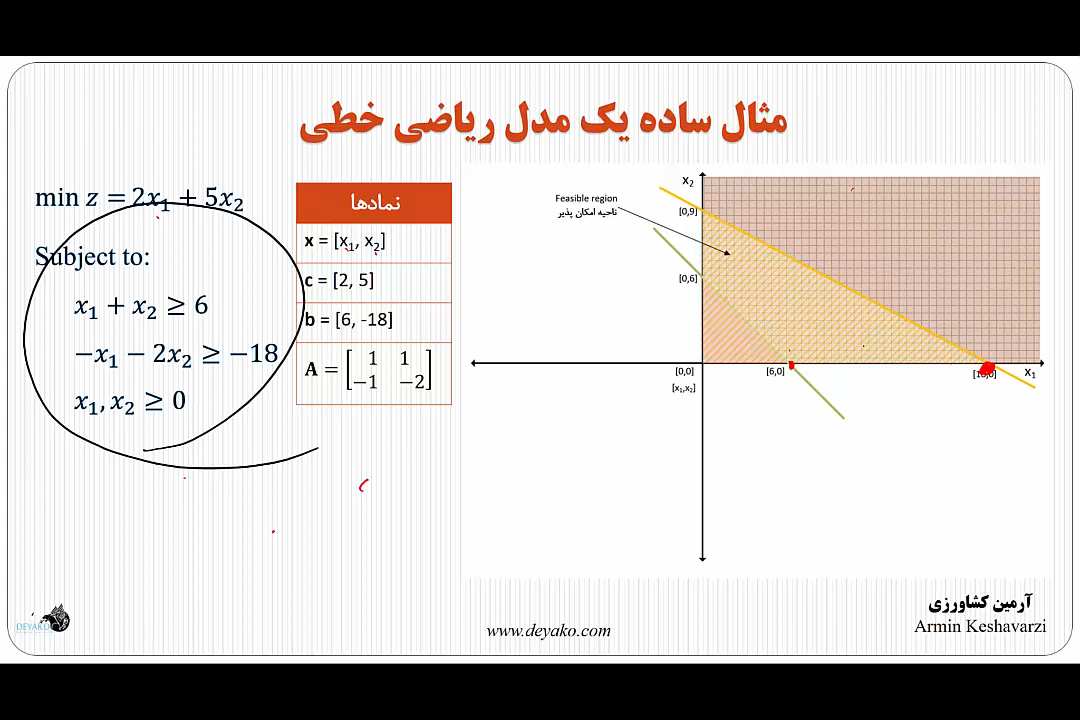 مثال ساده یک مدل ریاضی خطی
min z = 2x₁ + 5x₂
Subject to:
x₁ + x₂ ≥ 6
−x₁ − 2x₂ ≥ −18
x₁, x₂ ≥ 0
نمادها
x = [x₁, x₂]
c = [2, 5]
b = [6, -18]
A = [1 1
−1 −2]
x₂
Feasible region
ناحیه امکان پذیر
[0,9]
[0,6]
[0,0]
[x₁,x₂]
[6,0]
x₁
آرمین کشاورزی
Armin Keshavarzi
www.deyako.com
DEYAKO